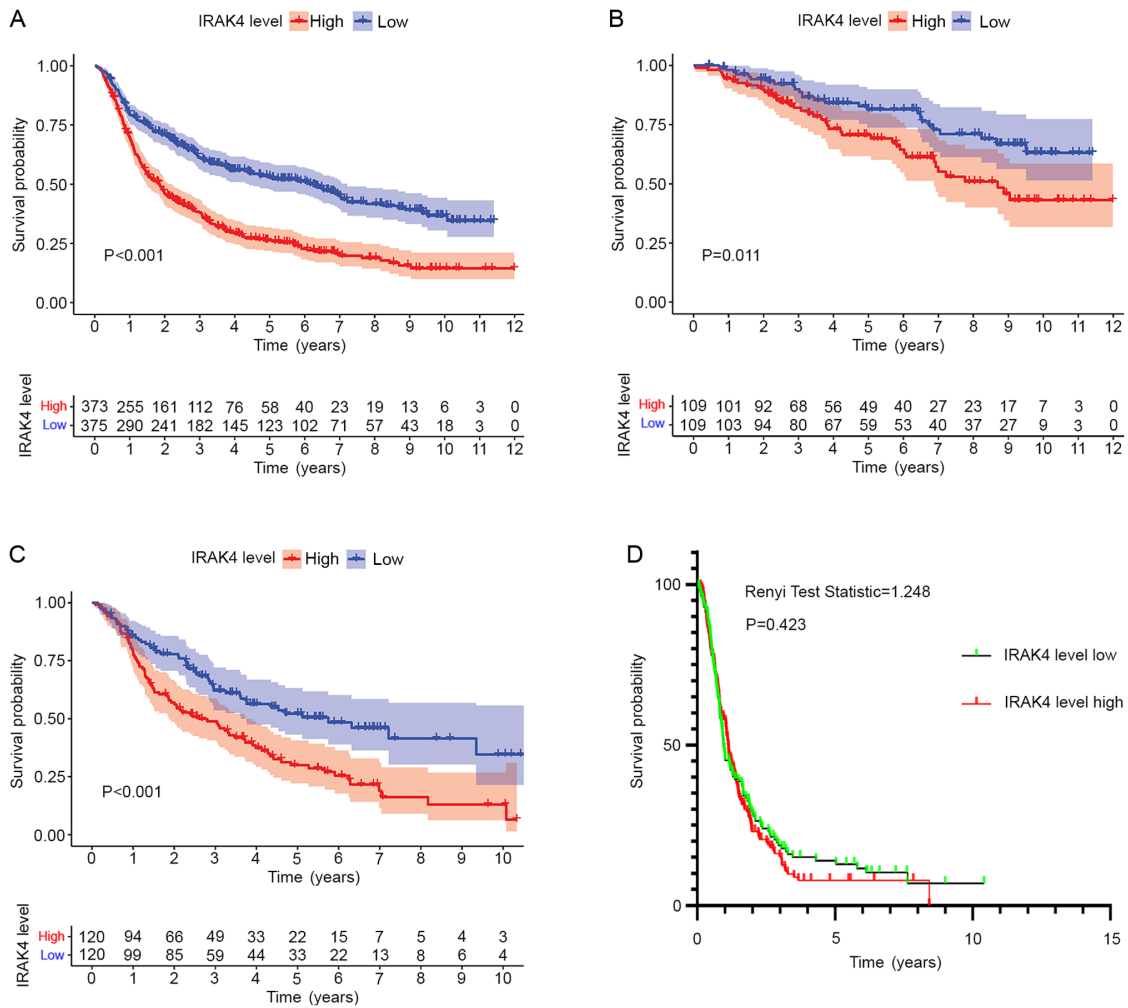 A
IRAK4 level High Low
Survival probability
1.00
0.75
0.50
0.25
0.00
P<0.001
0 1 2 3 4 5 6 7 8 9 10 11 12
Time (years)
IRAK4 level
High 373 255 161 112 76 58 40 23 19 13 6 3 0
Low 375 290 241 182 145 123 102 71 57 43 18 3 0
0 1 2 3 4 5 6 7 8 9 10 11 12
Time (years)
B
IRAK4 level High Low
Survival probability
1.00
0.75
0.50
0.25
0.00
P=0.011
0 1 2 3 4 5 6 7 8 9 10 11 12
Time (years)
IRAK4 level
High 109 101 92 68 56 49 40 27 23 17 7 3 0
Low 109 103 94 80 67 59 53 40 37 27 9 3 0
0 1 2 3 4 5 6 7 8 9 10 11 12
Time (years)
C
IRAK4 level High Low
Survival probability
1.00
0.75
0.50
0.25
0.00
P<0.001
0 1 2 3 4 5 6 7 8 9 10
Time (years)
IRAK4 level
High 120 94 66 49 33 22 15 7 5 4 3
Low 120 99 85 59 44 33 22 13 8 6 4
0 1 2 3 4 5 6 7 8 9 10
Time (years)
D
Survival probability
100
50
0
Renyi Test Statistic=1.248
P=0.423
IRAK4 level low
IRAK4 level high
0 5 10 15
Time (years)